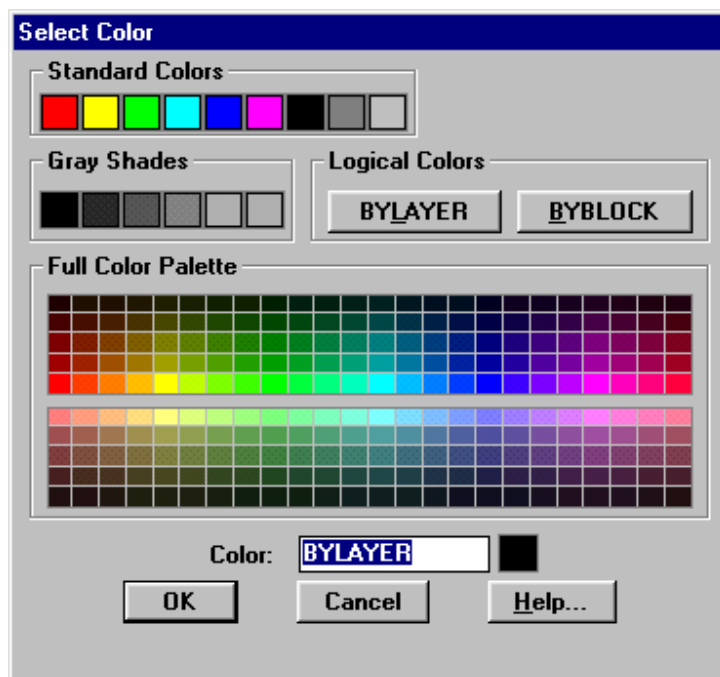 Select Color
Standard Colors
Gray Shades
Logical Colors
BYLAYER
BYBLOCK
Full Color Palette
Color: BYLAYER
OK Cancel Help...